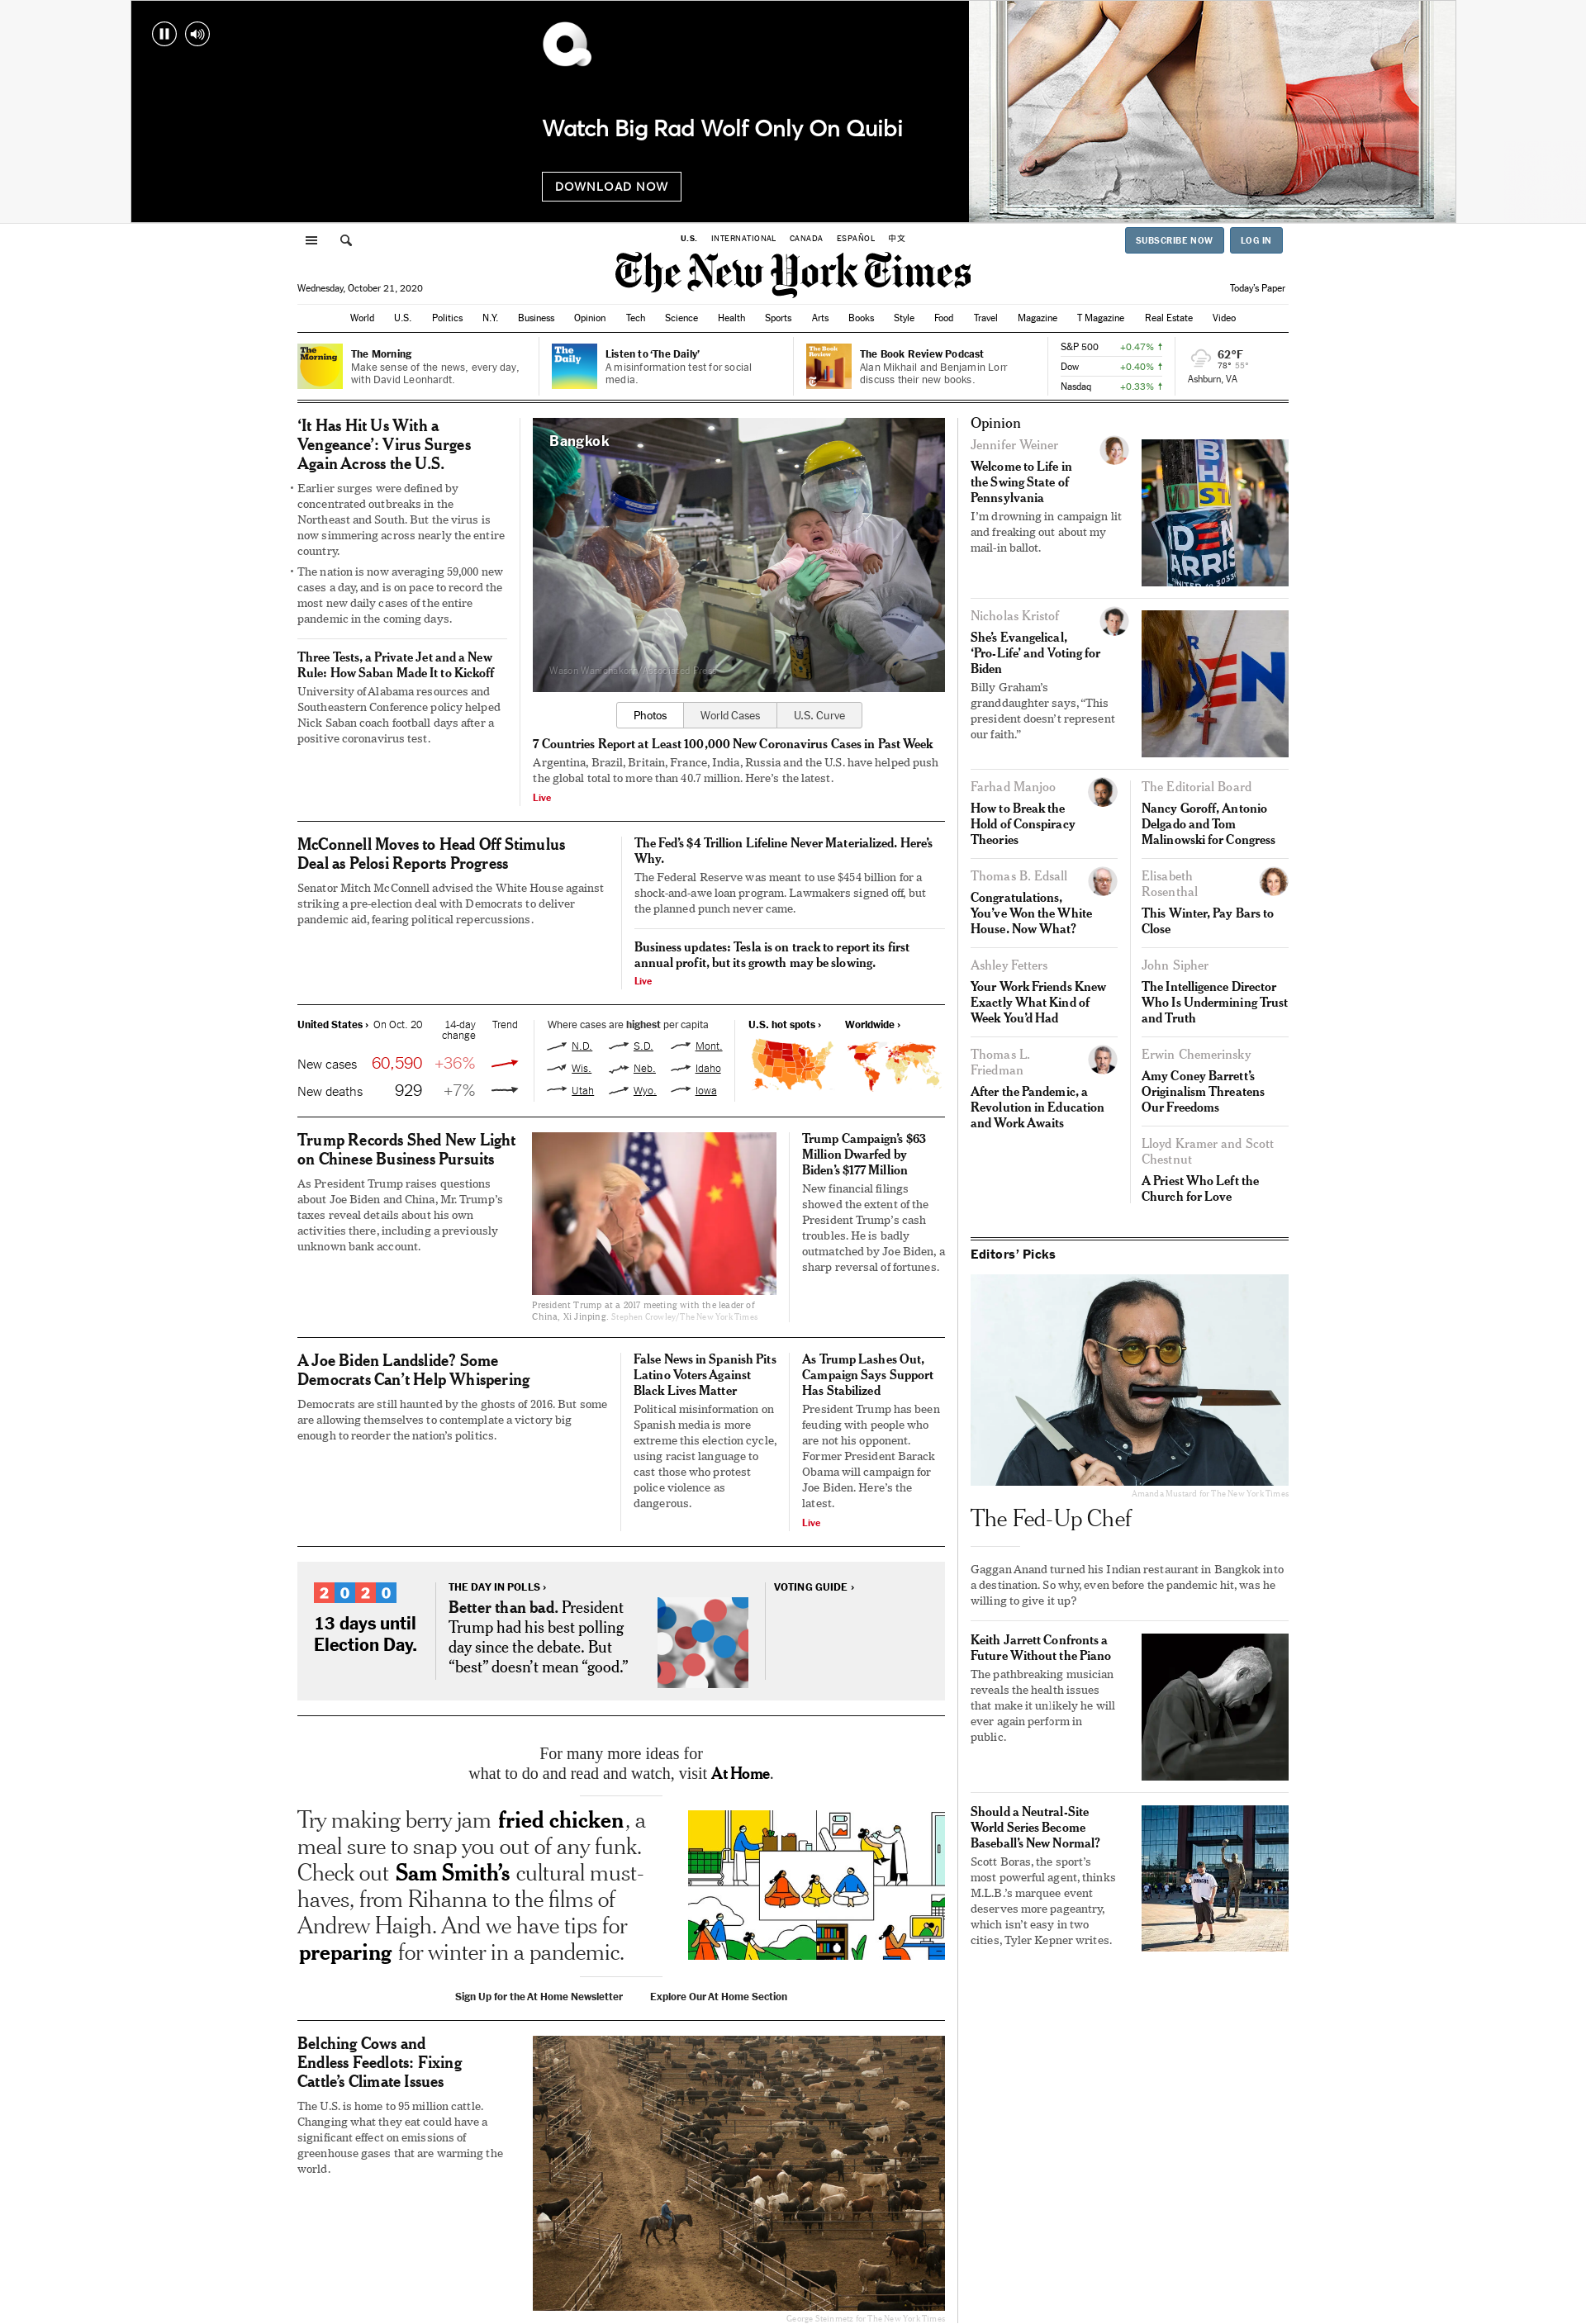 Watch Big Rad Wolf Only On Quibi
DOWNLOAD NOW
U.S. INTERNATIONAL CANADA ESPAÑOL 中文
SUBSCRIBE NOW LOG IN
The New York Times
Wednesday, October 21, 2020
Today's Paper
World U.S. Politics N.Y. Business Opinion Tech Science Health Sports Arts Books Style Food Travel Magazine T Magazine Real Estate Video
The Morning
The Morning
Make sense of the news, every day,
with David Leonhardt.
The Daily
Listen to ‘The Daily’
A misinformation test for social
media.
The Book Review
The Book Review Podcast
Alan Mikhail and Benjamin Lorr
discuss their new books.
S&P 500 +0.47% ↑
Dow +0.40% ↑
Nasdaq +0.33% ↑
62°F
78° 55°
Ashburn, VA
‘It Has Hit Us With a
Vengeance’: Virus Surges
Again Across the U.S.
• Earlier surges were defined by
concentrated outbreaks in the
Northeast and South. But the virus is
now simmering across nearly the entire
country.
• The nation is now averaging 59,000 new
cases a day, and is on pace to record the
most new daily cases of the entire
pandemic in the coming days.
Three Tests, a Private Jet and a New
Rule: How Saban Made It to Kickoff
University of Alabama resources and
Southeastern Conference policy helped
Nick Saban coach football days after a
positive coronavirus test.
Bangkok
Photos World Cases U.S. Curve
7 Countries Report at Least 100,000 New Coronavirus Cases in Past Week
Argentina, Brazil, Britain, France, India, Russia and the U.S. have helped push
the global total to more than 40.7 million. Here’s the latest.
Live
McConnell Moves to Head Off Stimulus
Deal as Pelosi Reports Progress
Senator Mitch McConnell advised the White House against
striking a pre-election deal with Democrats to deliver
pandemic aid, fearing political repercussions.
The Fed’s $4 Trillion Lifeline Never Materialized. Here’s
Why.
The Federal Reserve was meant to use $454 billion for a
shock-and-awe loan program. Lawmakers signed off, but
the planned punch never came.
Business updates: Tesla is on track to report its first
annual profit, but its growth may be slowing.
Live
United States › On Oct. 20 14-day
change Trend
New cases 60,590 +36%
New deaths 929 +7%
Where cases are highest per capita
N.D. S.D. Mont.
Wis. Neb. Idaho
Utah Wyo. Iowa
U.S. hot spots › Worldwide ›
Trump Records Shed New Light
on Chinese Business Pursuits
As President Trump raises questions
about Joe Biden and China, Mr. Trump’s
taxes reveal details about his own
activities there, including a previously
unknown bank account.
President Trump at a 2017 meeting with the leader of
China, Xi Jinping. Stephen Crowley/The New York Times
Trump Campaign’s $63
Million Dwarfed by
Biden’s $177 Million
New financial filings
showed the extent of the
President Trump’s cash
troubles. He is badly
outmatched by Joe Biden, a
sharp reversal of fortunes.
A Joe Biden Landslide? Some
Democrats Can’t Help Whispering
Democrats are still haunted by the ghosts of 2016. But some
are allowing themselves to contemplate a victory big
enough to reorder the nation’s politics.
False News in Spanish Pits
Latino Voters Against
Black Lives Matter
Political misinformation on
Spanish media is more
extreme this election cycle,
using racist language to
cast those who protest
police violence as
dangerous.
As Trump Lashes Out,
Campaign Says Support
Has Stabilized
President Trump has been
feuding with people who
are not his opponent.
Former President Barack
Obama will campaign for
Joe Biden. Here’s the
latest.
Live
2020
13 days until
Election Day.
THE DAY IN POLLS ›
Better than bad. President
Trump had his best polling
day since the debate. But
“best” doesn’t mean “good.”
VOTING GUIDE ›
For many more ideas for
what to do and read and watch, visit At Home.
Try making berry jam fried chicken, a
meal sure to snap you out of any funk.
Check out Sam Smith’s cultural must-
haves, from Rihanna to the films of
Andrew Haigh. And we have tips for
preparing for winter in a pandemic.
Sign Up for the At Home Newsletter Explore Our At Home Section
Belching Cows and
Endless Feedlots: Fixing
Cattle’s Climate Issues
The U.S. is home to 95 million cattle.
Changing what they eat could have a
significant effect on emissions of
greenhouse gases that are warming the
world.
George Steinmetz for The New York Times
Opinion
Jennifer Weiner
Welcome to Life in
the Swing State of
Pennsylvania
I’m drowning in campaign lit
and freaking out about my
mail-in ballot.
Nicholas Kristof
She’s Evangelical,
‘Pro-Life’ and Voting for
Biden
Billy Graham’s
granddaughter says, “This
president doesn’t represent
our faith.”
Farhad Manjoo
How to Break the
Hold of Conspiracy
Theories
Thomas B. Edsall
Congratulations,
You’ve Won the White
House. Now What?
Ashley Fetters
Your Work Friends Knew
Exactly What Kind of
Week You’d Had
Thomas L.
Friedman
After the Pandemic, a
Revolution in Education
and Work Awaits
The Editorial Board
Nancy Goroff, Antonio
Delgado and Tom
Malinowski for Congress
Elisabeth
Rosenthal
This Winter, Pay Bars to
Close
John Sipher
The Intelligence Director
Who Is Undermining Trust
and Truth
Erwin Chemerinsky
Amy Coney Barrett’s
Originalism Threatens
Our Freedoms
Lloyd Kramer and Scott
Chestnut
A Priest Who Left the
Church for Love
Editors’ Picks
Amanda Mustard for The New York Times
The Fed-Up Chef
Gaggan Anand turned his Indian restaurant in Bangkok into
a destination. So why, even before the pandemic hit, was he
willing to give it up?
Keith Jarrett Confronts a
Future Without the Piano
The pathbreaking musician
reveals the health issues
that make it unlikely he will
ever again perform in
public.
Should a Neutral-Site
World Series Become
Baseball’s New Normal?
Scott Boras, the sport’s
most powerful agent, thinks
M.L.B.’s marquee event
deserves more pageantry,
which isn’t easy in two
cities, Tyler Kepner writes.